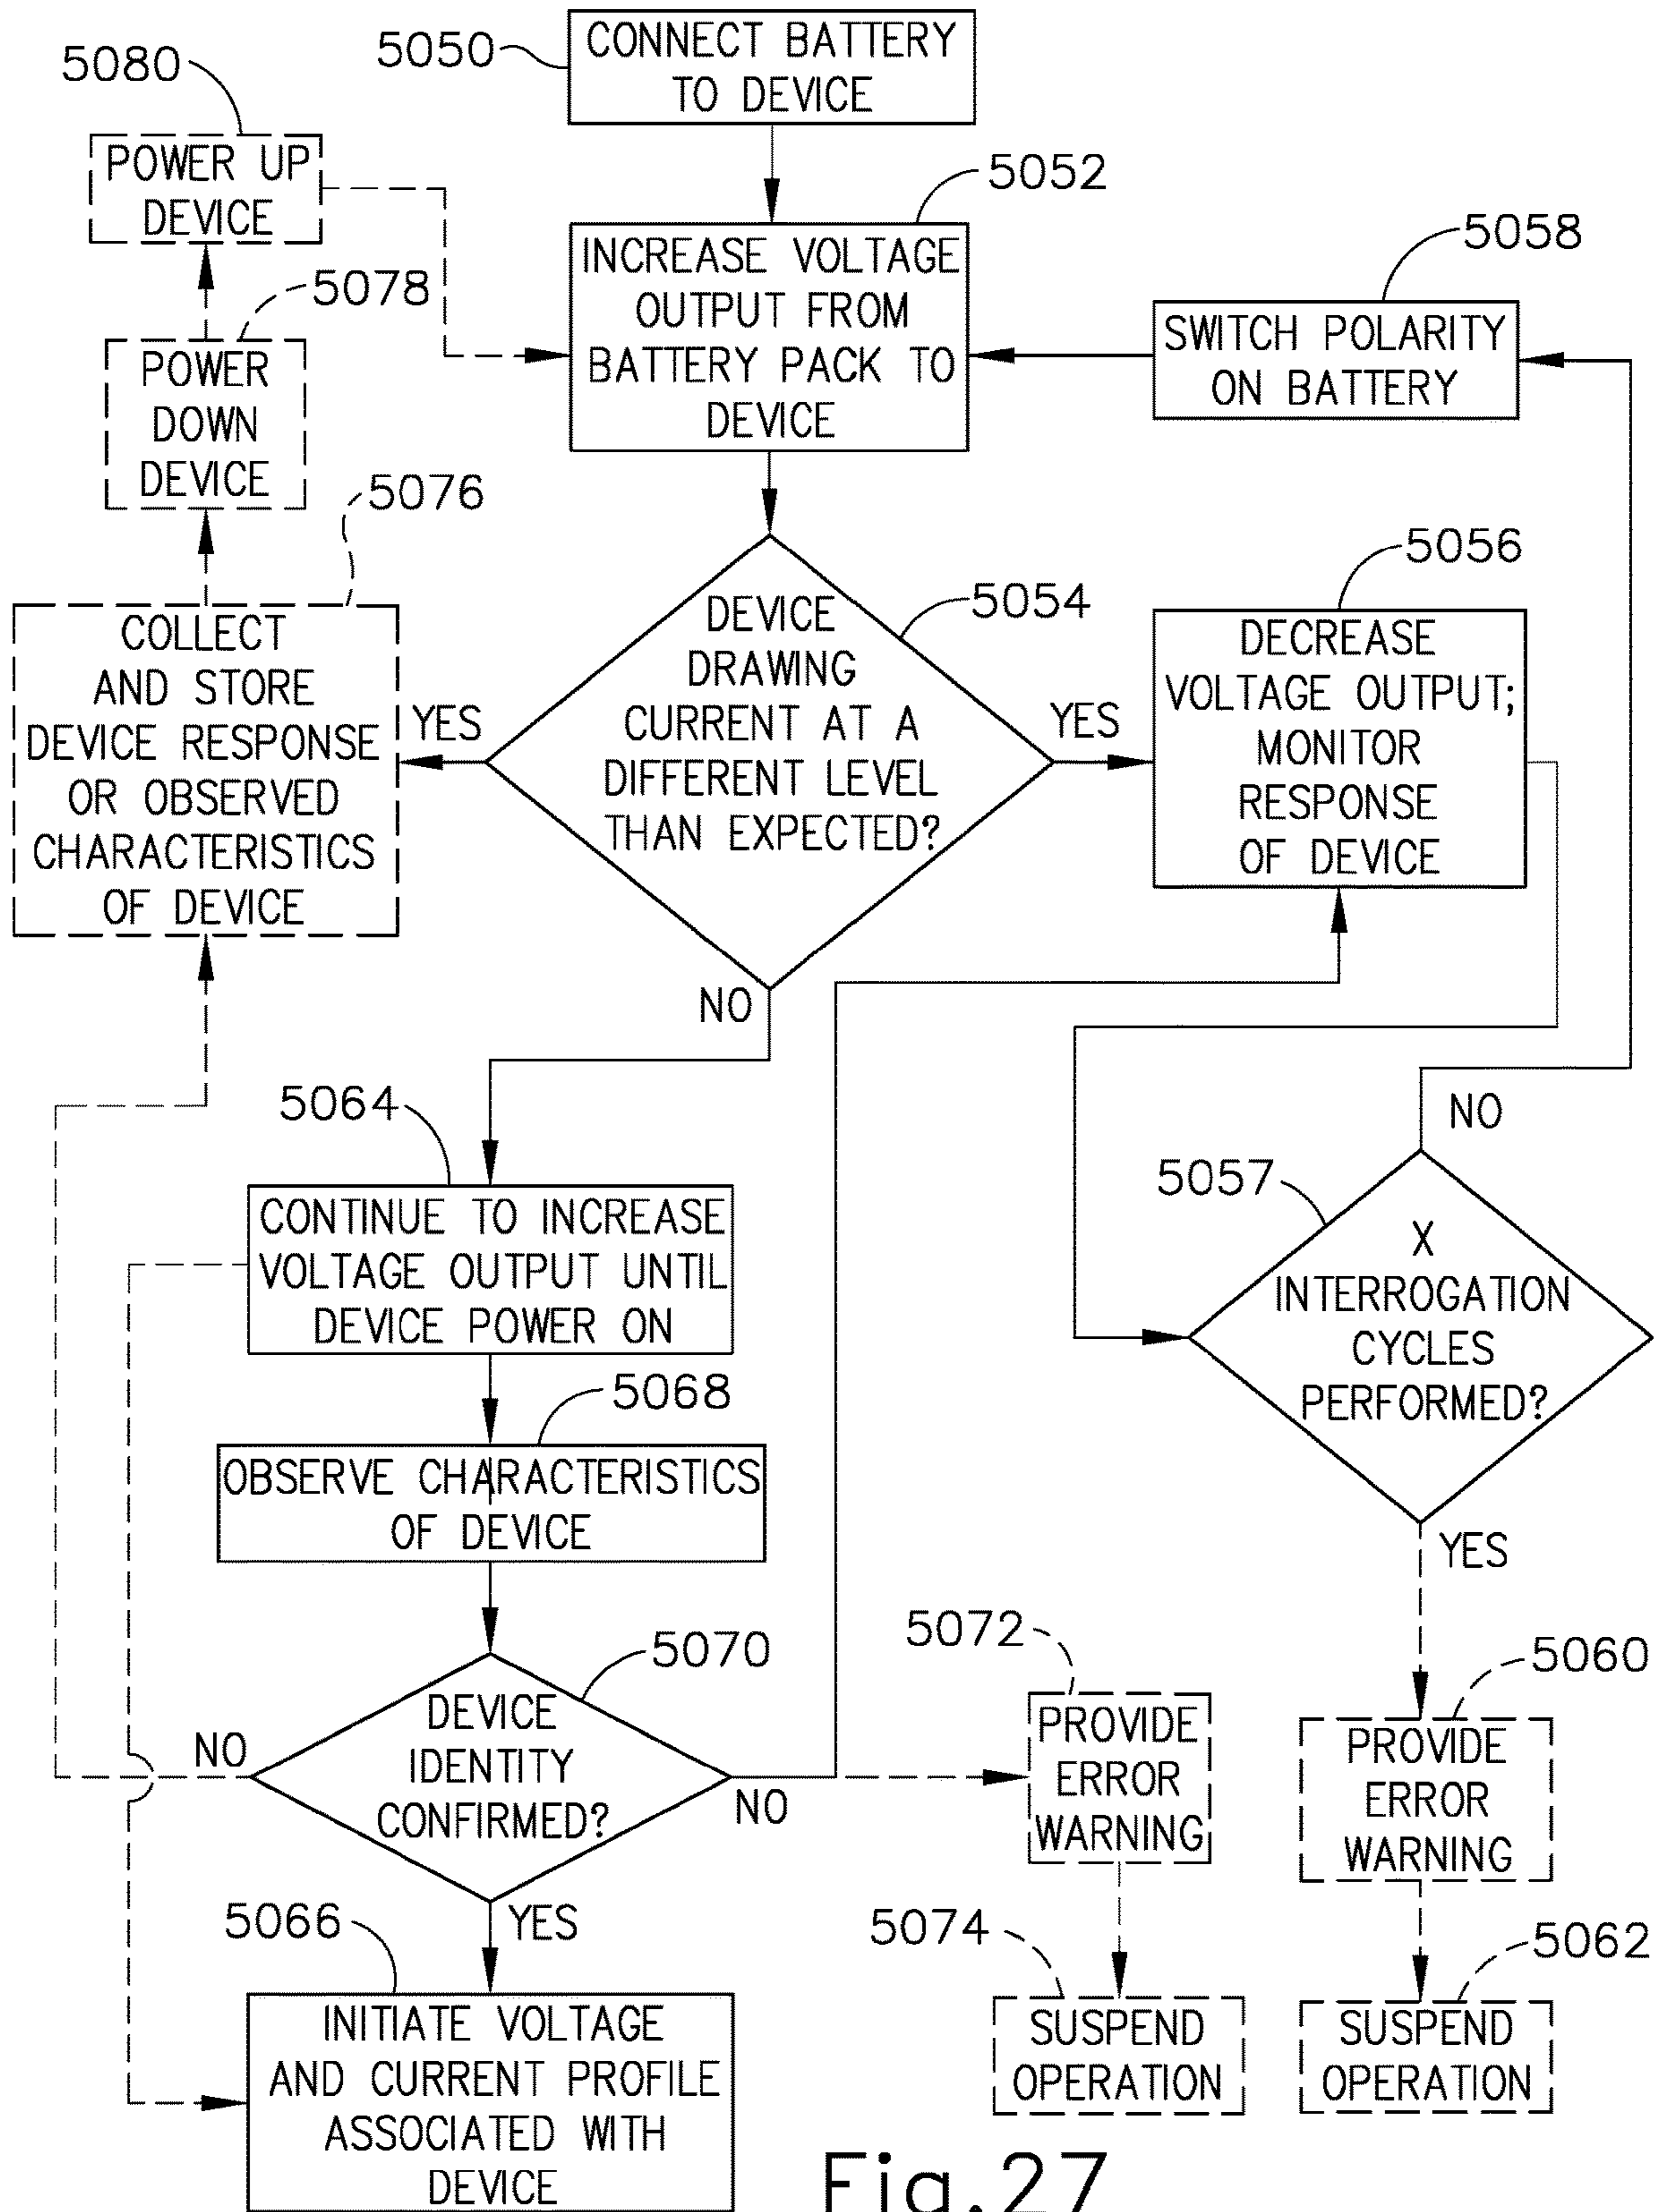 5050
CONNECT BATTERY
TO DEVICE
5080
POWER UP
DEVICE
5052
INCREASE VOLTAGE
OUTPUT FROM
BATTERY PACK TO
DEVICE
5058
SWITCH POLARITY
ON BATTERY
5078
POWER
DOWN
DEVICE
5076
COLLECT
AND STORE
DEVICE RESPONSE
OR OBSERVED
CHARACTERISTICS
OF DEVICE
YES
5054
DEVICE
DRAWING
CURRENT AT A
DIFFERENT LEVEL
THAN EXPECTED?
YES
5056
DECREASE
VOLTAGE OUTPUT;
MONITOR
RESPONSE
OF DEVICE
NO
5064
CONTINUE TO INCREASE
VOLTAGE OUTPUT UNTIL
DEVICE POWER ON
NO
5057
X
INTERROGATION
CYCLES
PERFORMED?
YES
5068
OBSERVE CHARACTERISTICS
OF DEVICE
5070
DEVICE
IDENTITY
CONFIRMED?
NO
NO
YES
5072
PROVIDE
ERROR
WARNING
5060
PROVIDE
ERROR
WARNING
5066
INITIATE VOLTAGE
AND CURRENT PROFILE
ASSOCIATED WITH
DEVICE
5074
SUSPEND
OPERATION
5062
SUSPEND
OPERATION
Fig.27